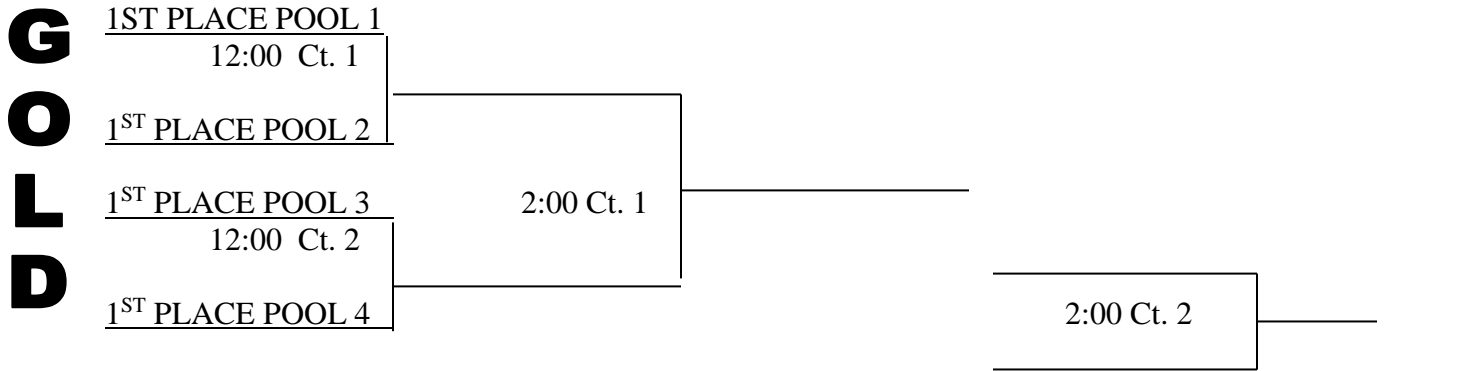 GOLD
1ST PLACE POOL 1
12:00 Ct. 1
1ST PLACE POOL 2
1ST PLACE POOL 3
2:00 Ct. 1
12:00 Ct. 2
1ST PLACE POOL 4
2:00 Ct. 2